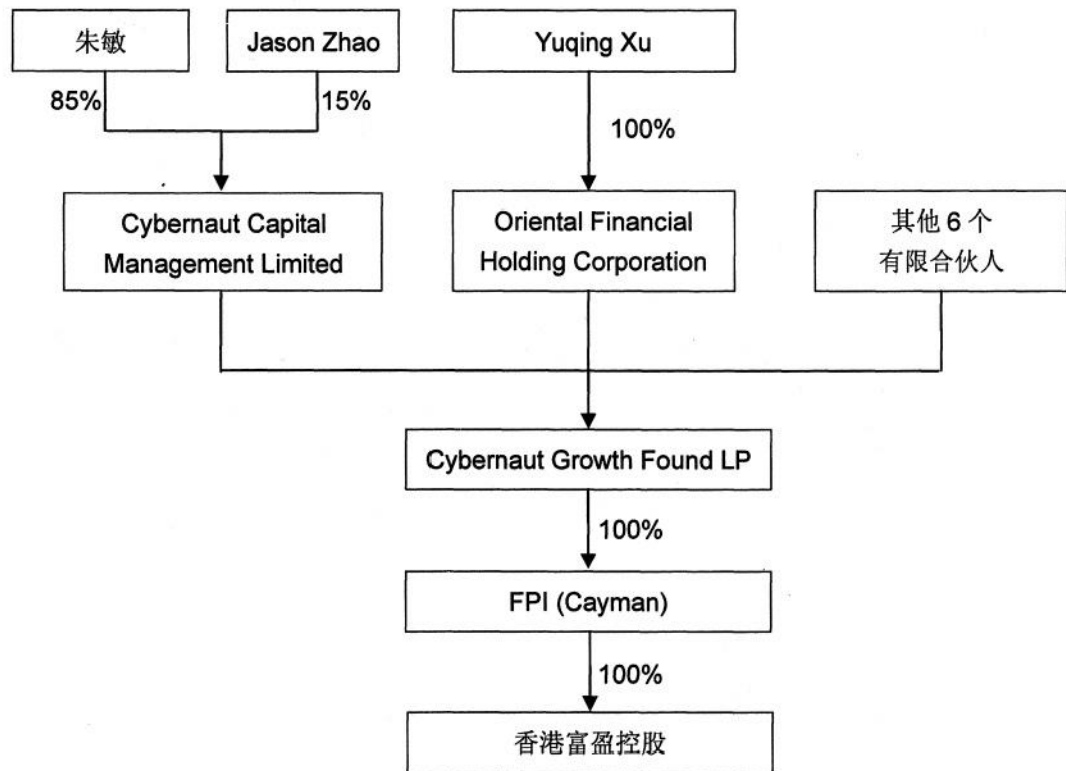 朱敏
Jason Zhao
Yuqing Xu
85%
15%
100%
Cybernaut Capital
Management Limited
Oriental Financial
Holding Corporation
其他 6 个
有限合伙人
Cybernaut Growth Found LP
100%
FPI (Cayman)
100%
香港富盈控股